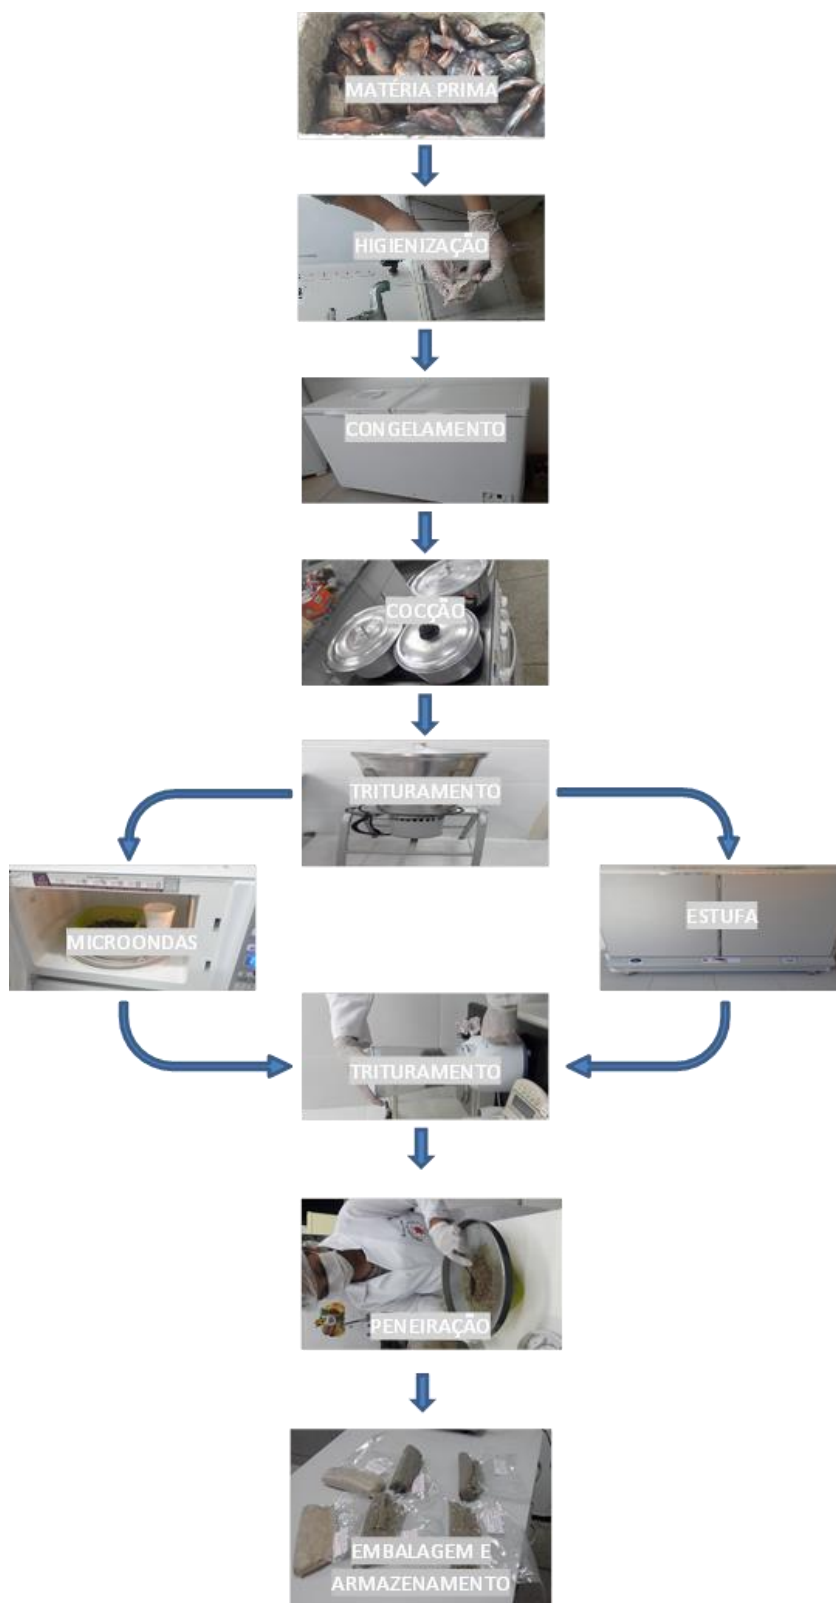 MATÉRIA PRIMA
HIGIENIZAÇÃO
CONGELAMENTO
COCÇÃO
TRITURAMENTO
MICROONDAS
ESTUFA
TRITURAMENTO
PENEIRAÇÃO
EMBALAGEM E
ARMAZENAMENTO